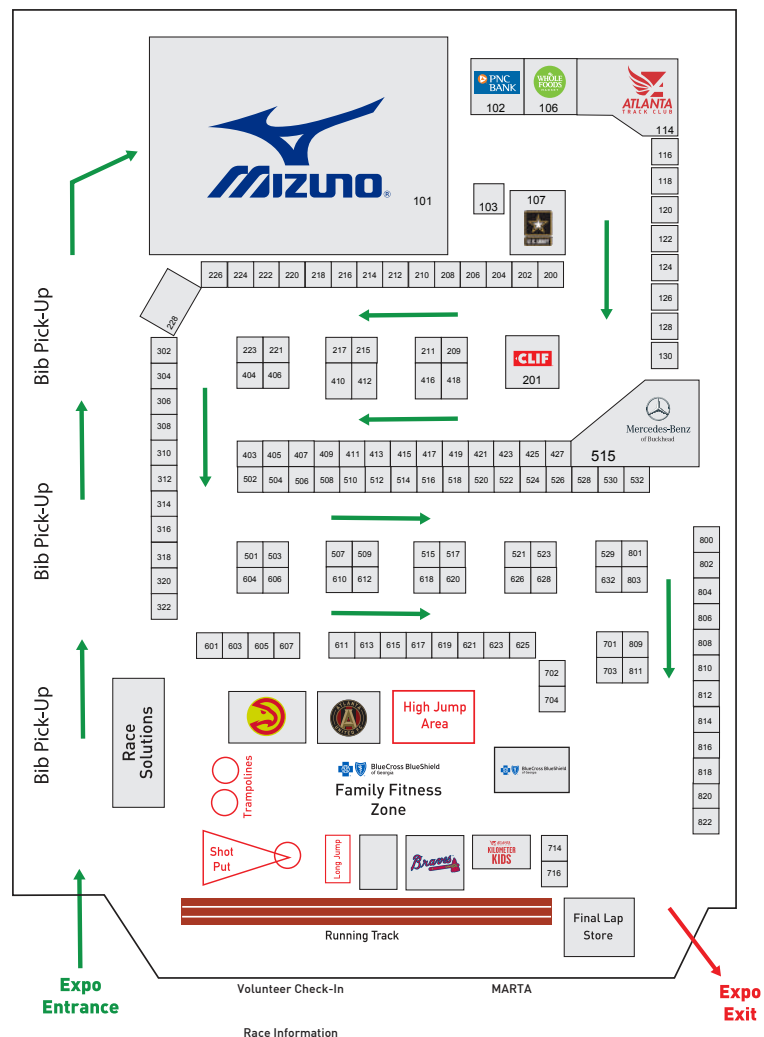 PNC
BANK
102
WHOLE
FOODS
MARKET
106
ATLANTA
TRACK CLUB
114
MIZUNO®
101
103
107
U.S. ARMY
116
118
120
122
124
126
128
130
226 224 222 220 218 216 214 212 210 208 206 204 202 200
228
Bib Pick-Up
302
304
306
308
310
312
314
316
318
320
322
223 221
404 406
217 215
410 412
211 209
416 418
CLIF
201
Mercedes-Benz
of Buckhead
515
403 405 407 409 411 413 415 417 419 421 423 425 427
502 504 506 508 510 512 514 516 518 520 522 524 526 528 530 532
Bib Pick-Up
501 503
604 606
507 509
610 612
515 517
618 620
521 523
626 628
529 801
632 803
800
802
804
806
808
810
812
814
816
818
820
822
601 603 605 607
611 613 615 617 619 621 623 625
701 809
703 811
702
704
Bib Pick-Up
Race
Solutions
ATLANTA
UNITED FC
High Jump
Area
Trampolines
BlueCross BlueShield
of Georgia
Family Fitness
Zone
BlueCross BlueShield
of Georgia
Shot
Put
Long Jump
Braves
ATLANTA
KILOMETER
KIDS
714
716
Running Track
Final Lap
Store
Expo
Entrance
Volunteer Check-In
MARTA
Expo
Exit
Race Information